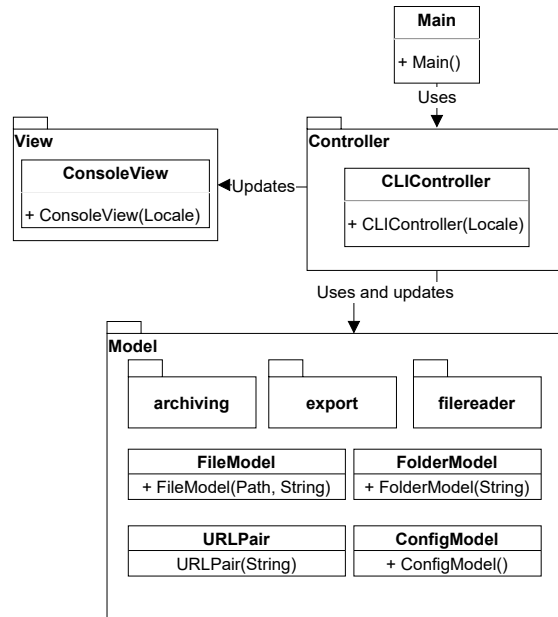 Main
+ Main()
Uses
View
Controller
ConsoleView
+ ConsoleView(Locale)
Updates
CLIController
+ CLIController(Locale)
Uses and updates
Model
archiving
export
filereader
FileModel
+ FileModel(Path, String)
FolderModel
+ FolderModel(String)
URLPair
URLPair(String)
ConfigModel
+ ConfigModel()